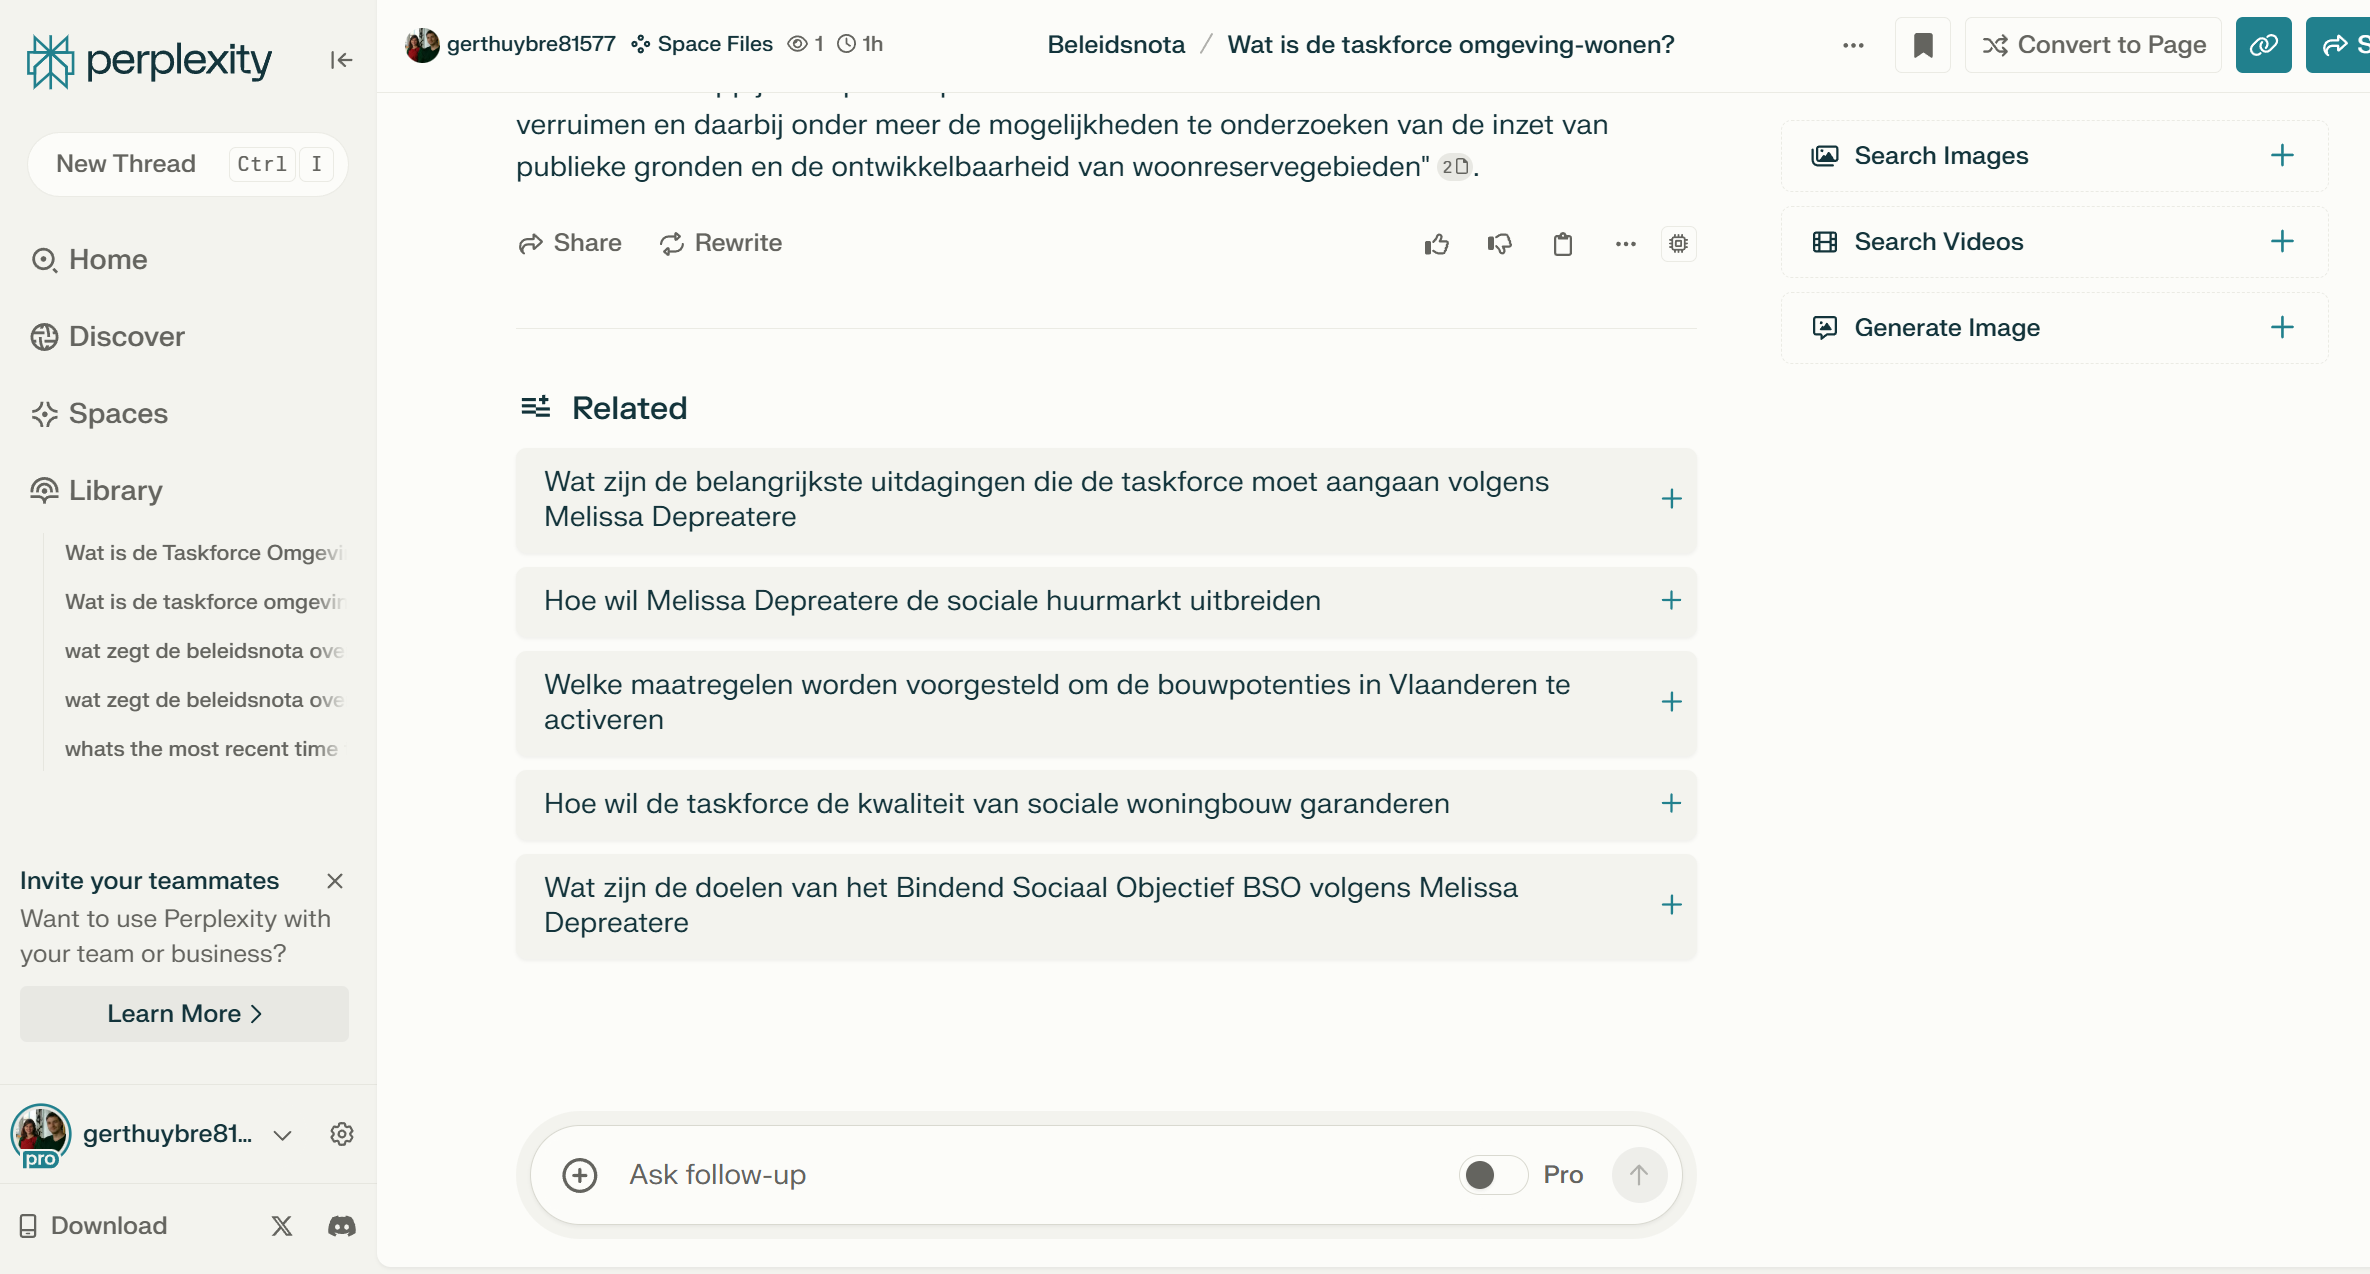 perplexity
New Thread Ctrl I
Home
Discover
Spaces
Library
Wat is de Taskforce Omgevi
Wat is de taskforce omgevin
wat zegt de beleidsnota ove
wat zegt de beleidsnota ove
whats the most recent time
Invite your teammates
Want to use Perplexity with
your team or business?
Learn More
pro
gerthuybre81...
Download
gerthuybre81577 Space Files 1 1h
Beleidsnota / Wat is de taskforce omgeving-wonen?
Convert to Page
S
verruimen en daarbij onder meer de mogelijkheden te onderzoeken van de inzet van
publieke gronden en de ontwikkelbaarheid van woonreservegebieden" 2.
Share Rewrite
Related
Wat zijn de belangrijkste uitdagingen die de taskforce moet aangaan volgens
Melissa Depreatere
Hoe wil Melissa Depreatere de sociale huurmarkt uitbreiden
Welke maatregelen worden voorgesteld om de bouwpotenties in Vlaanderen te
activeren
Hoe wil de taskforce de kwaliteit van sociale woningbouw garanderen
Wat zijn de doelen van het Bindend Sociaal Objectief BSO volgens Melissa
Depreatere
Ask follow-up Pro
Search Images
Search Videos
Generate Image